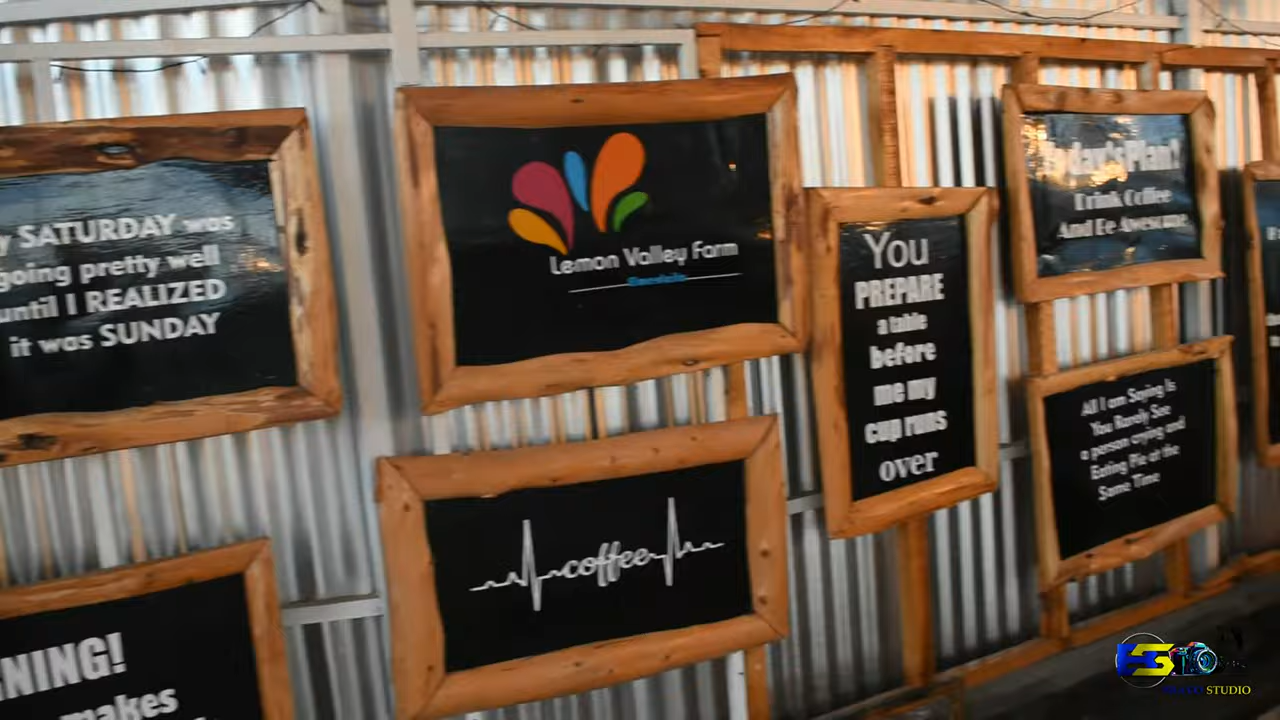 y SATURDAY was
going pretty well
until I REALIZED
it was SUNDAY
Lemon Valley Farm
You
PREPARE
a table
before
me my
cup runs
over
Today's Plan!
Drink Coffee
And Be Awesome
All I am Saying Is
You Rarely See
a person crying and
Eating Pie at the
Same Time
coffee
NING!
makes
STUDIO